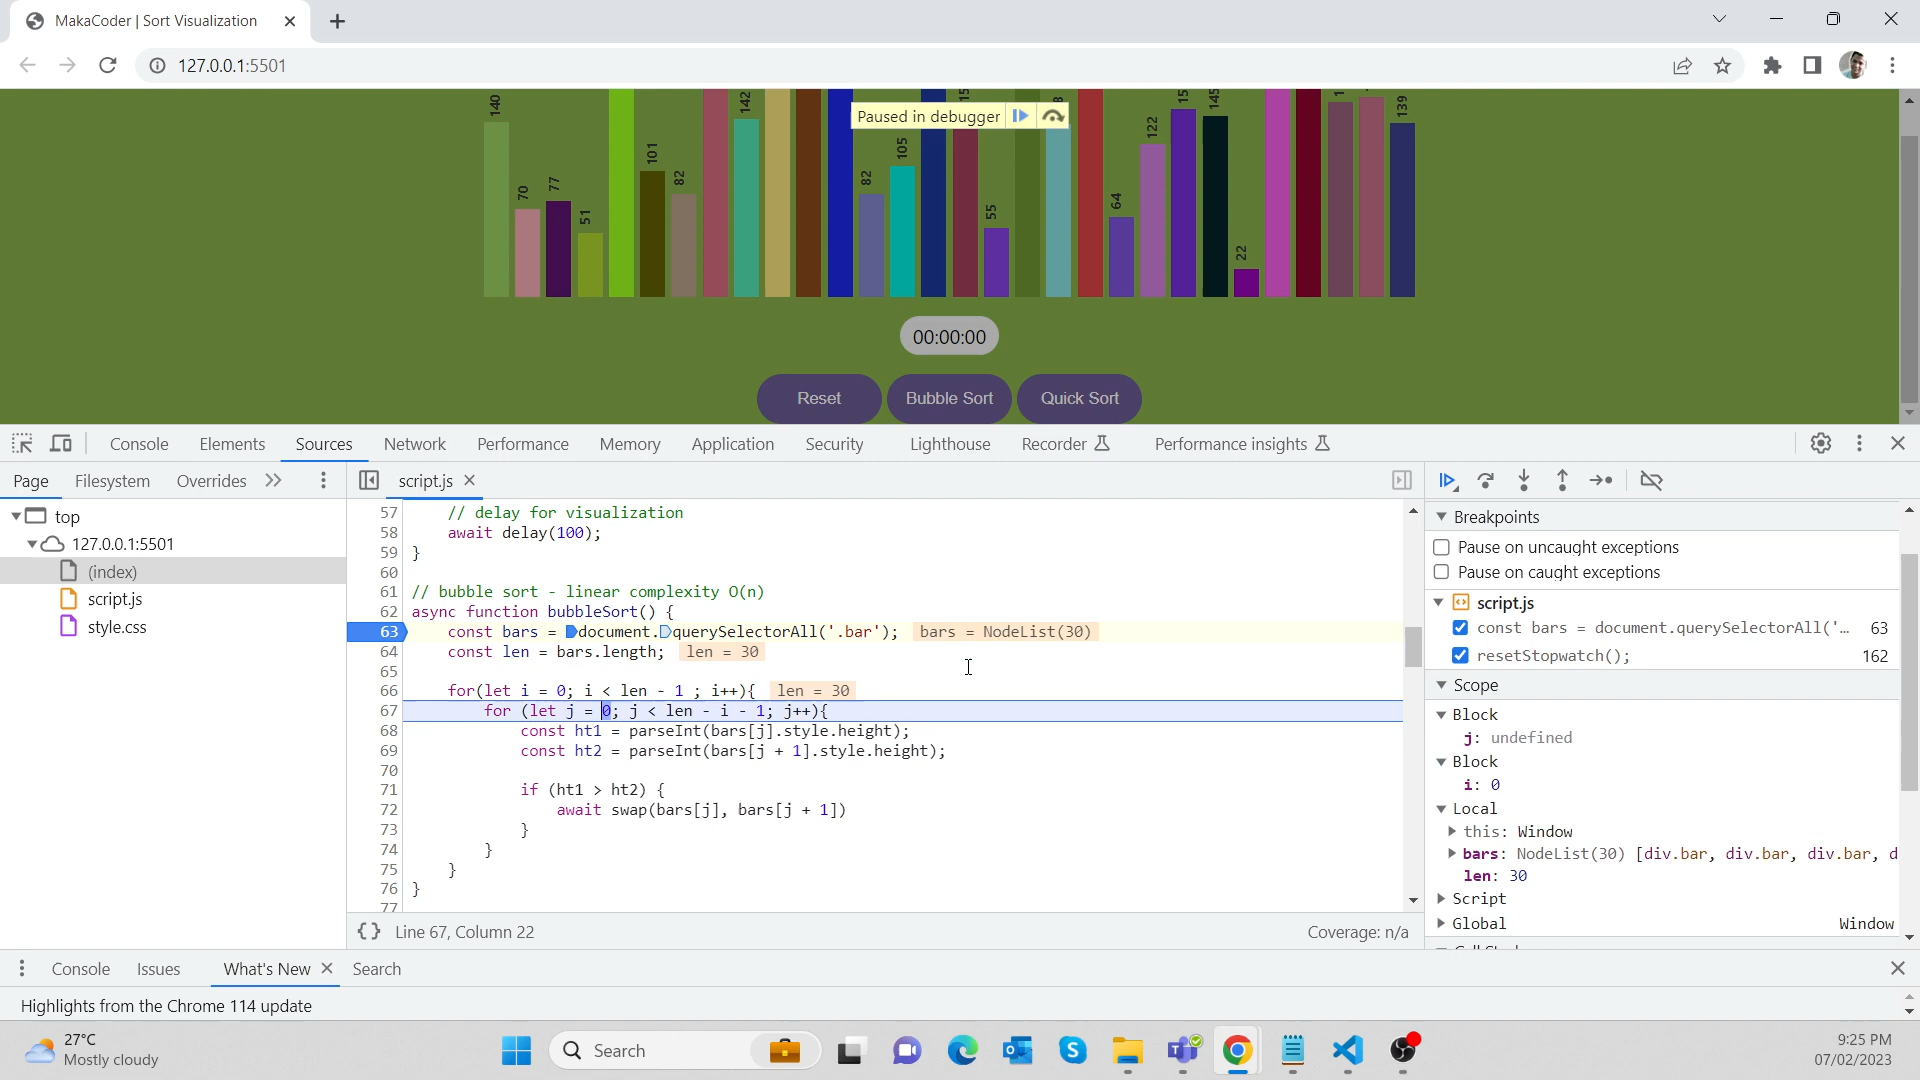 MakaCoder | Sort Visualization
127.0.0.1:5501
140
70
77
51
101
82
142
82
105
15
55
8
64
122
15
145
22
1
139
Paused in debugger
00:00:00
Reset
Bubble Sort
Quick Sort
Console
Elements
Sources
Network
Performance
Memory
Application
Security
Lighthouse
Recorder
Performance insights
Page
Filesystem
Overrides
script.js
top
127.0.0.1:5501
(index)
script.js
style.css
57 // delay for visualization
58 await delay(100);
59 }
60
61 // bubble sort - linear complexity O(n)
62 async function bubbleSort() {
63 const bars = document.querySelectorAll('.bar'); bars = NodeList(30)
64 const len = bars.length; len = 30
65
66 for(let i = 0; i < len - 1 ; i++){ len = 30
67 for (let j = 0; j < len - i - 1; j++){
68 const ht1 = parseInt(bars[j].style.height);
69 const ht2 = parseInt(bars[j + 1].style.height);
70
71 if (ht1 > ht2) {
72 await swap(bars[j], bars[j + 1])
73 }
74 }
75 }
76 }
77
{} Line 67, Column 22
Coverage: n/a
Breakpoints
Pause on uncaught exceptions
Pause on caught exceptions
script.js
const bars = document.querySelectorAll('… 63
resetStopwatch(); 162
Scope
Block
j: undefined
Block
i: 0
Local
this: Window
bars: NodeList(30) [div.bar, div.bar, div.bar, d
len: 30
Script
Global Window
Console
Issues
What's New
Search
Highlights from the Chrome 114 update
27°C
Mostly cloudy
Search
9:25 PM
07/02/2023